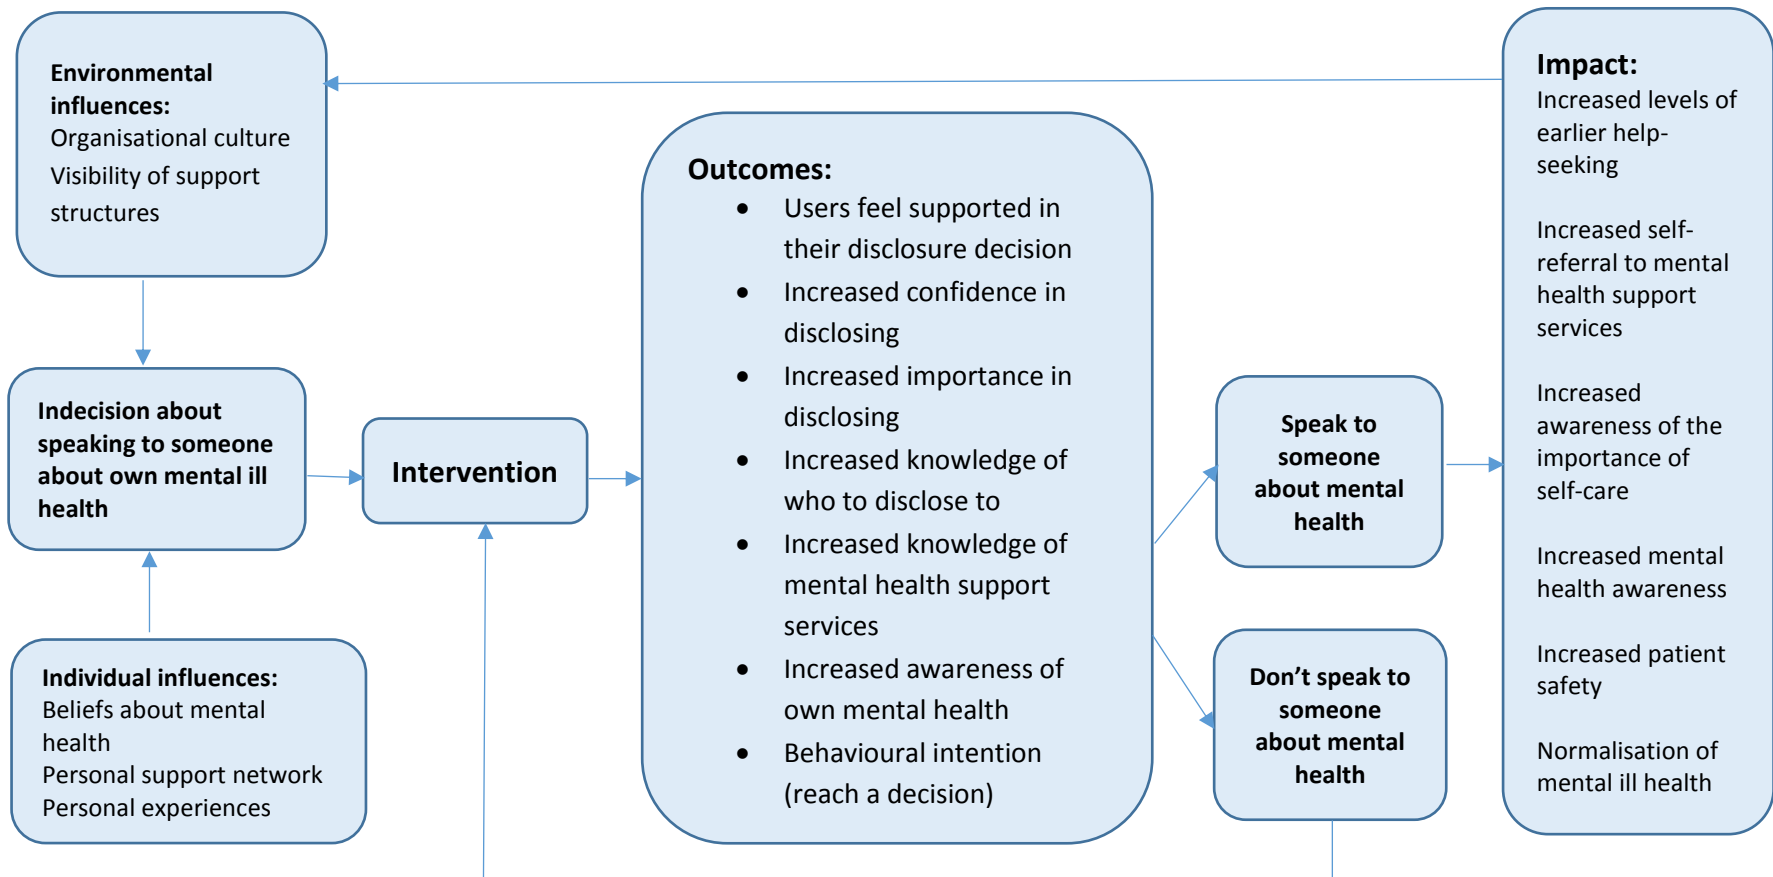 Environmental
influences:
Organisational culture
Visibility of support
structures
Indecision about
speaking to someone
about own mental ill
health
Individual influences:
Beliefs about mental
health
Personal support network
Personal experiences
Intervention
Outcomes:
• Users feel supported in
their disclosure decision
• Increased confidence in
disclosing
• Increased importance in
disclosing
• Increased knowledge of
who to disclose to
• Increased knowledge of
mental health support
services
• Increased awareness of
own mental health
• Behavioural intention
(reach a decision)
Speak to
someone
about mental
health
Don’t speak to
someone
about mental
health
Impact:
Increased levels of
earlier help-
seeking
Increased self-
referral to mental
health support
services
Increased
awareness of the
importance of
self-care
Increased mental
health awareness
Increased patient
safety
Normalisation of
mental ill health